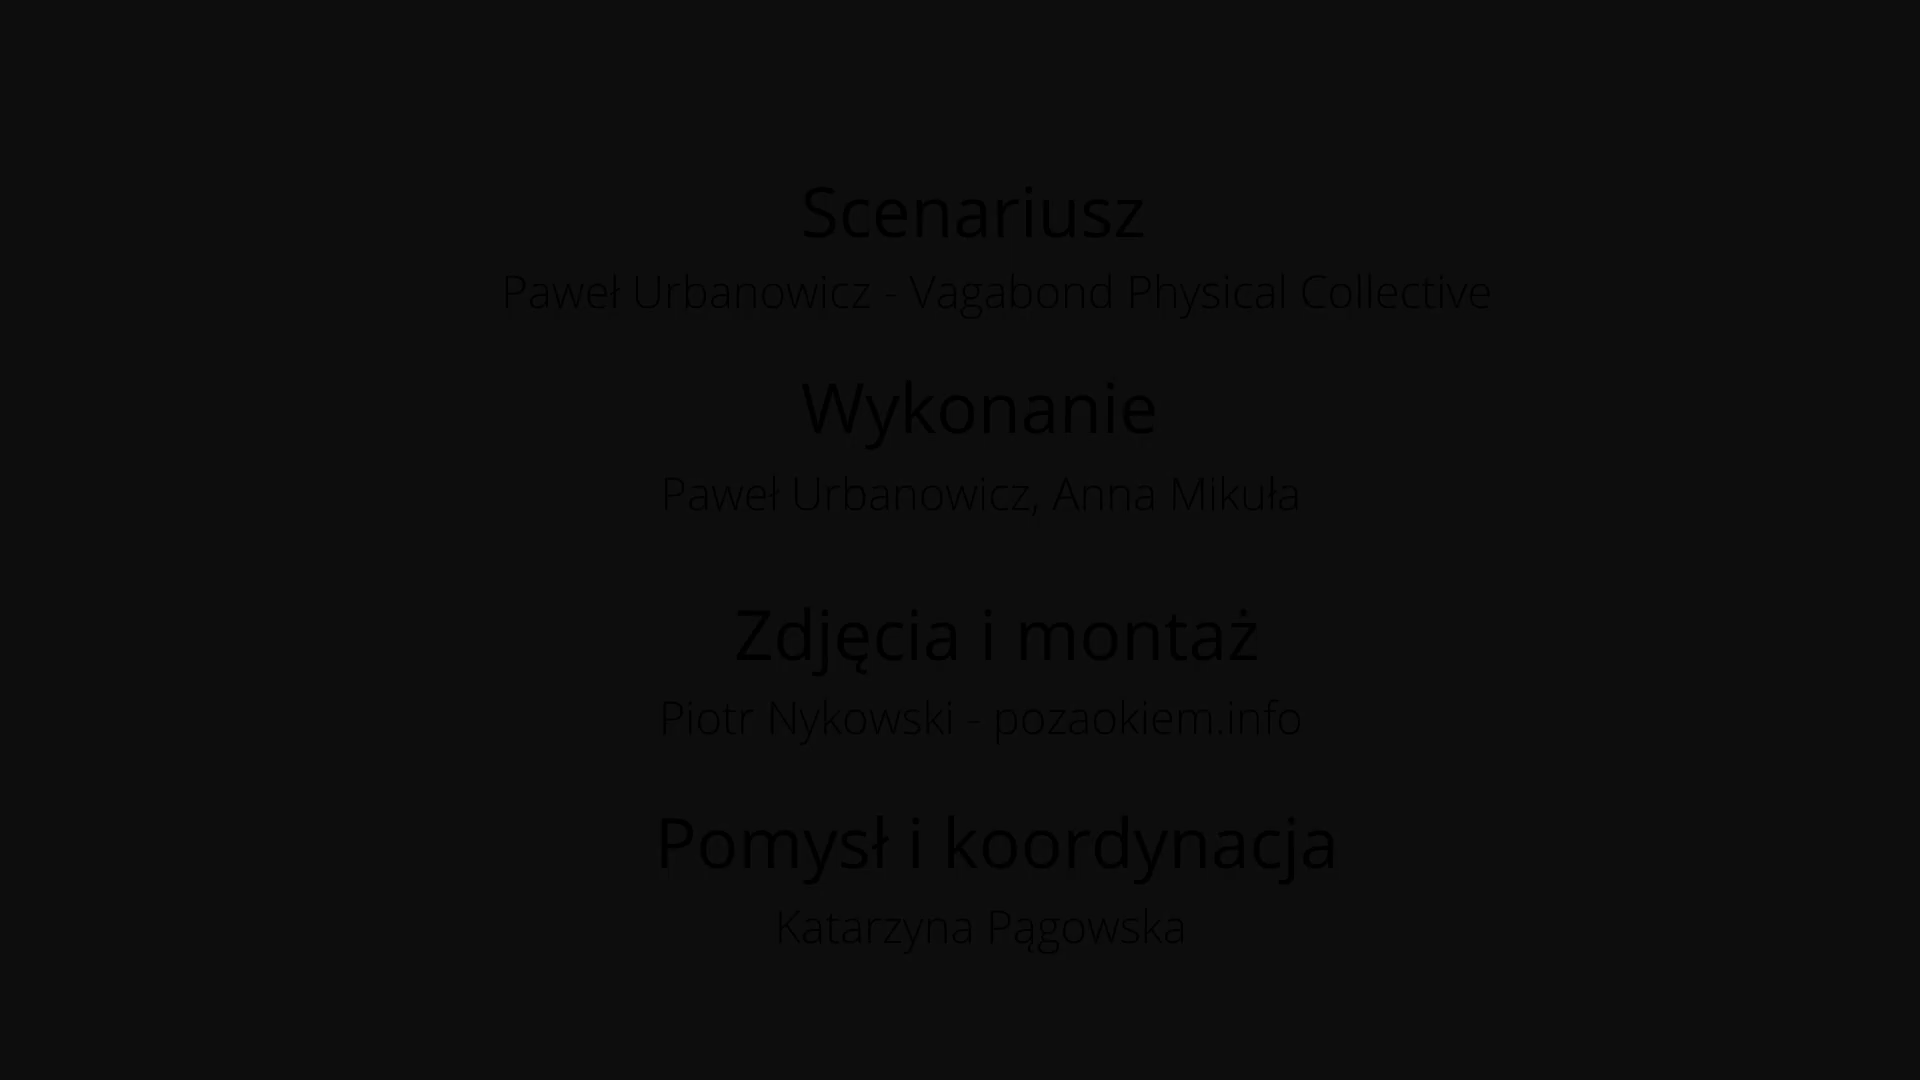 Scenariusz
Paweł Urbanowicz - Vagabond Physical Collective
Wykonanie
Paweł Urbanowicz, Anna Mikuła
Zdjęcia i montaż
Piotr Nykowski - pozaokiem.info
Pomysł i koordynacja
Katarzyna Pągowska